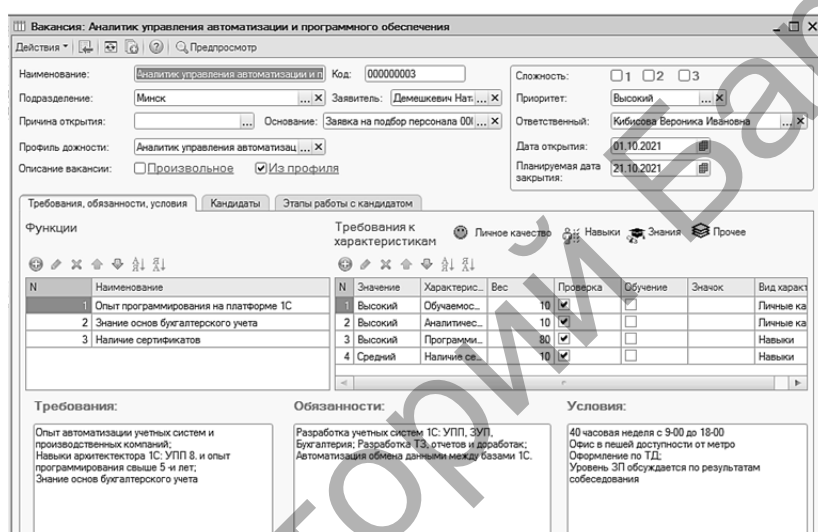 Вакансия: Аналитик управления автоматизации и программного обеспечения
Действия Предпросмотр
Наименование: Аналитик управления автоматизации и п Код: 000000003
Сложность: 1 2 3
Подразделение: Минск ... X Заявитель: Демешкевич Ната ... X
Приоритет: Высокий ... X
Причина открытия: ... Основание: Заявка на подбор персонала 000 ... X
Ответственный: Кибисова Вероника Ивановна ... X
Профиль дожности: Аналитик управления автоматизац ... X
Дата открытия: 01.10.2021
Описание вакансии: Произвольное Из профиля
Планируемая дата закрытия: 21.10.2021
Требования, обязанности, условия Кандидаты Этапы работы с кандидатом
Функции
Требования к
характеристикам
Личное качество Навыки Знания Прочее
N Наименование
1 Опыт программирования на платформе 1С
2 Знание основ бухгалтерского учета
3 Наличие сертификатов
N Значение Характерис... Вес Проверка Обучение Значок Вид характ
1 Высокий Обучаемос... 10 Личные ка
2 Высокий Аналитичес... 10 Личные ка
3 Высокий Программи... 80 Навыки
4 Средний Наличие се... 10 Навыки
Требования:
Опыт автоматизации учетных систем и
производственных компаний;
Навыки архитектектора 1С: УПП 8. и опыт
программирования свыше 5-и лет;
Знание основ бухгалтерского учета
Обязанности:
Разработка учетных систем 1С: УПП, ЗУП,
Бухгалтерия; Разработка ТЗ, отчетов и доработак;
Автоматизация обмена данными между базами 1С.
Условия:
40 часовая неделя с 9-00 до 18-00
Офис в пешей доступности от метро
Оформление по ТД;
Уровень ЗП обсуждается по результатам
собеседования